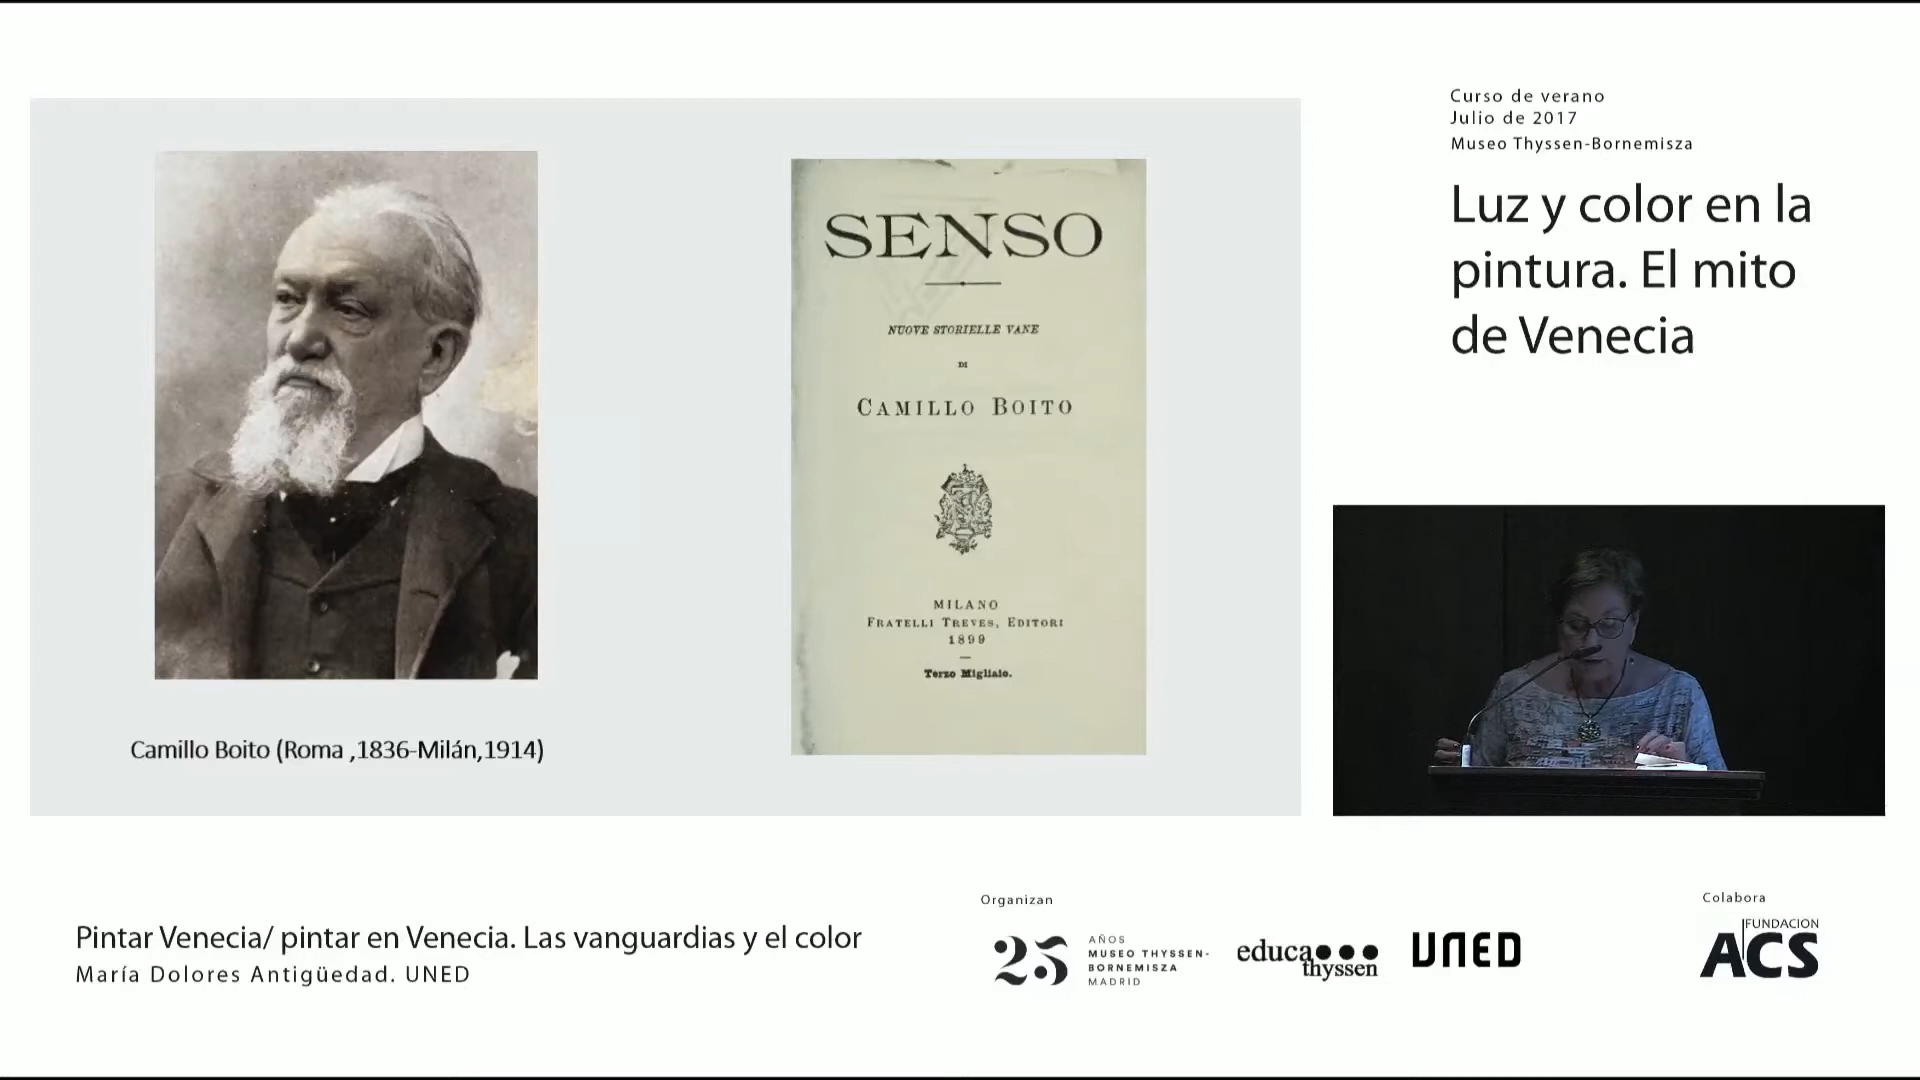 Curso de verano
Julio de 2017
Museo Thyssen-Bornemisza
Luz y color en la
pintura. El mito
de Venecia
SENSO
NUOVE STORIELLE VANE
DI
CAMILLO BOITO
MILANO
FRATELLI TREVES, EDITORI
1899
Terzo Migliaio.
Camillo Boito (Roma ,1836-Milán,1914)
Pintar Venecia/ pintar en Venecia. Las vanguardias y el color
María Dolores Antigüedad. UNED
Organizan
25
AÑOS
MUSEO THYSSEN-
BORNEMISZA
MADRID
educa
thyssen
UNED
Colabora
FUNDACION
ACS